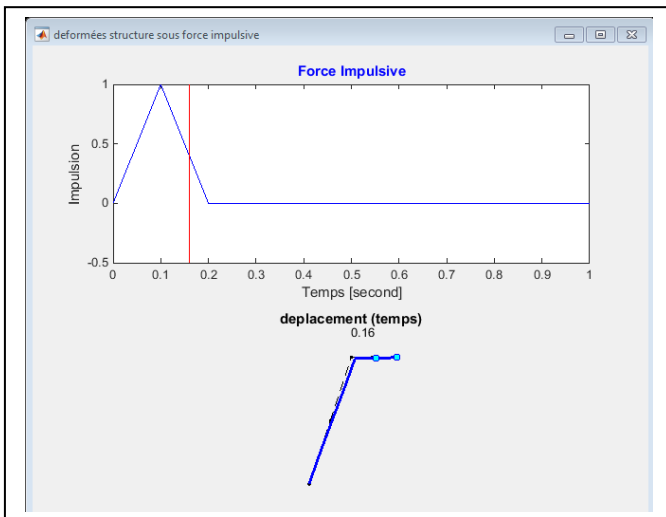 deformées structure sous force impulsive
Force Impulsive
1
0.5
0
-0.5
Impulsion
0 0.1 0.2 0.3 0.4 0.5 0.6 0.7 0.8 0.9 1
Temps [second]
deplacement (temps)
0.16